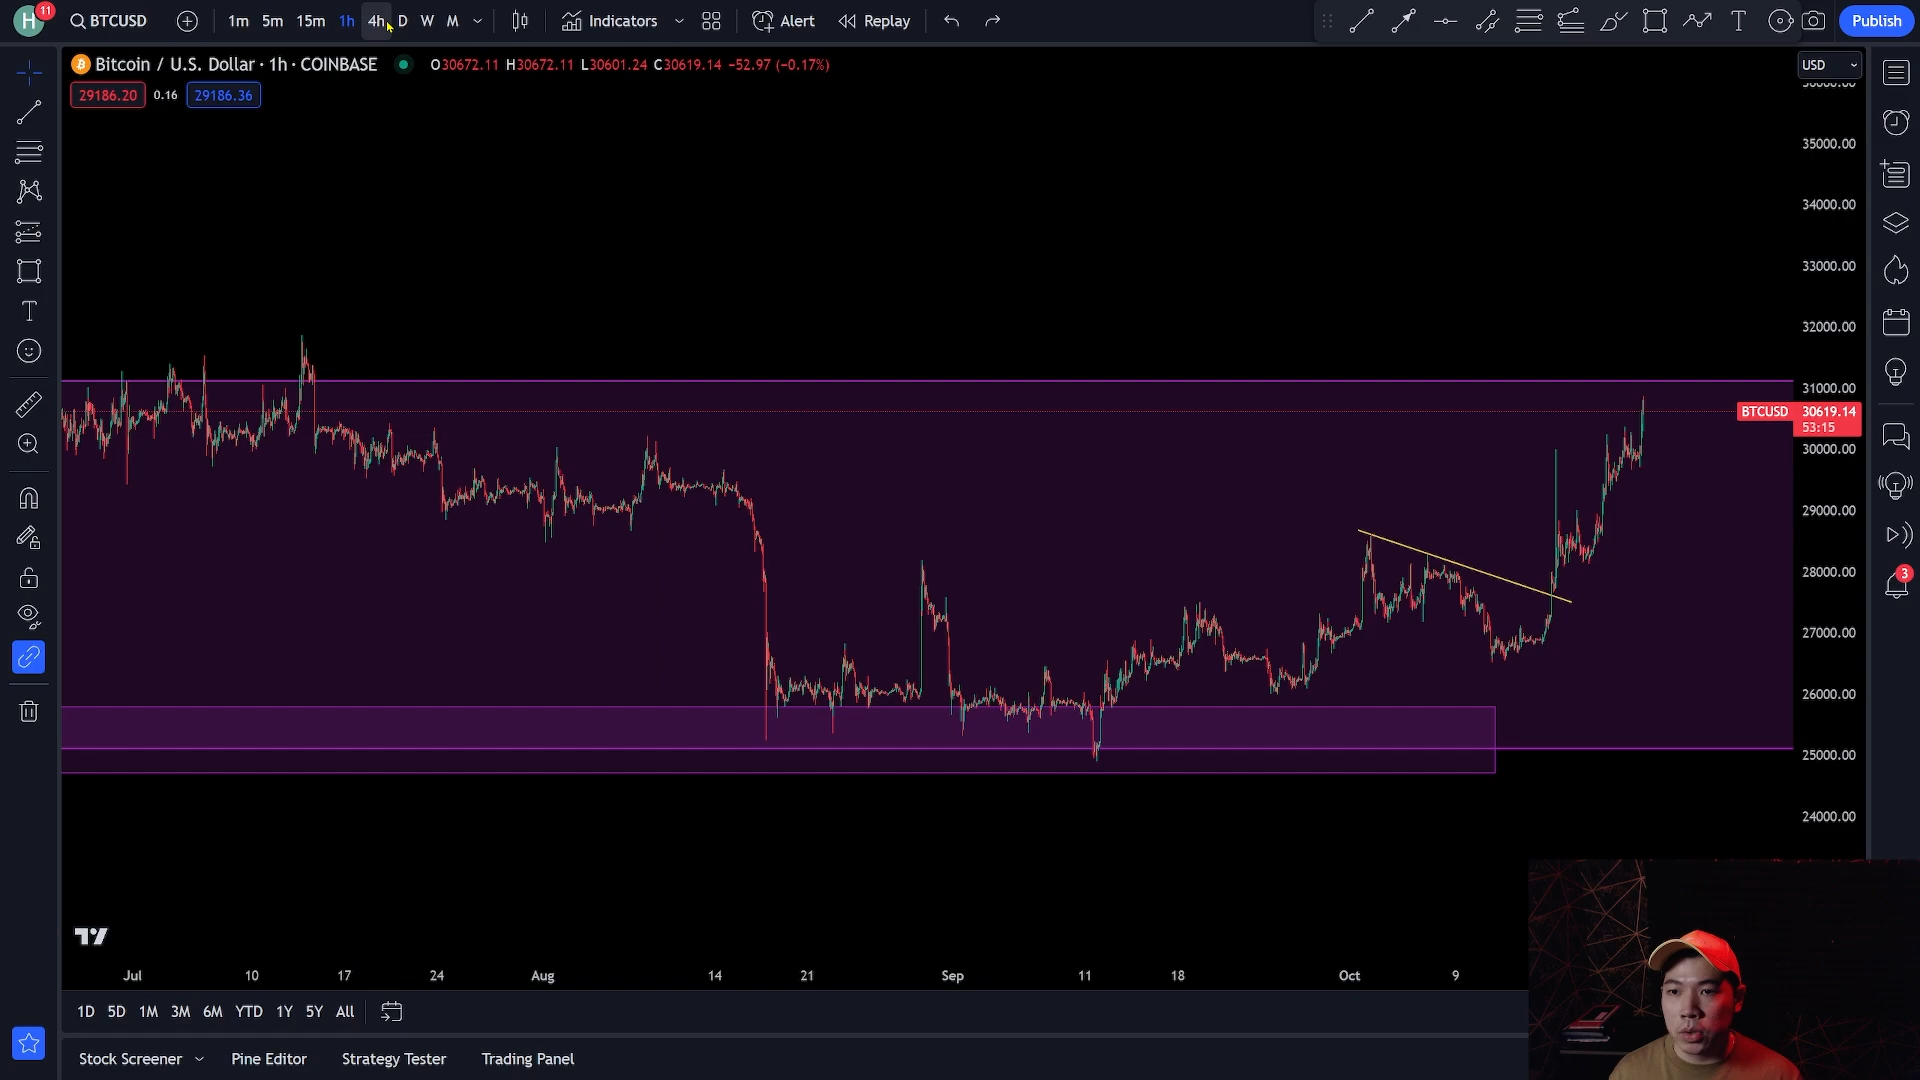 H 11 BTCUSD 1m 5m 15m 1h 4h D W M Indicators Alert Replay Publish
Bitcoin / U.S. Dollar · 1h · COINBASE O30672.11 H30672.11 L30601.24 C30619.14 −52.97 (−0.17%) USD
29186.20 0.16 29186.36
35000.00
34000.00
33000.00
32000.00
31000.00
BTCUSD 30619.14
53:15
30000.00
29000.00
28000.00
3
27000.00
26000.00
25000.00
24000.00
Jul 10 17 24 Aug 14 21 Sep 11 18 Oct 9
1D 5D 1M 3M 6M YTD 1Y 5Y All
Stock Screener Pine Editor Strategy Tester Trading Panel